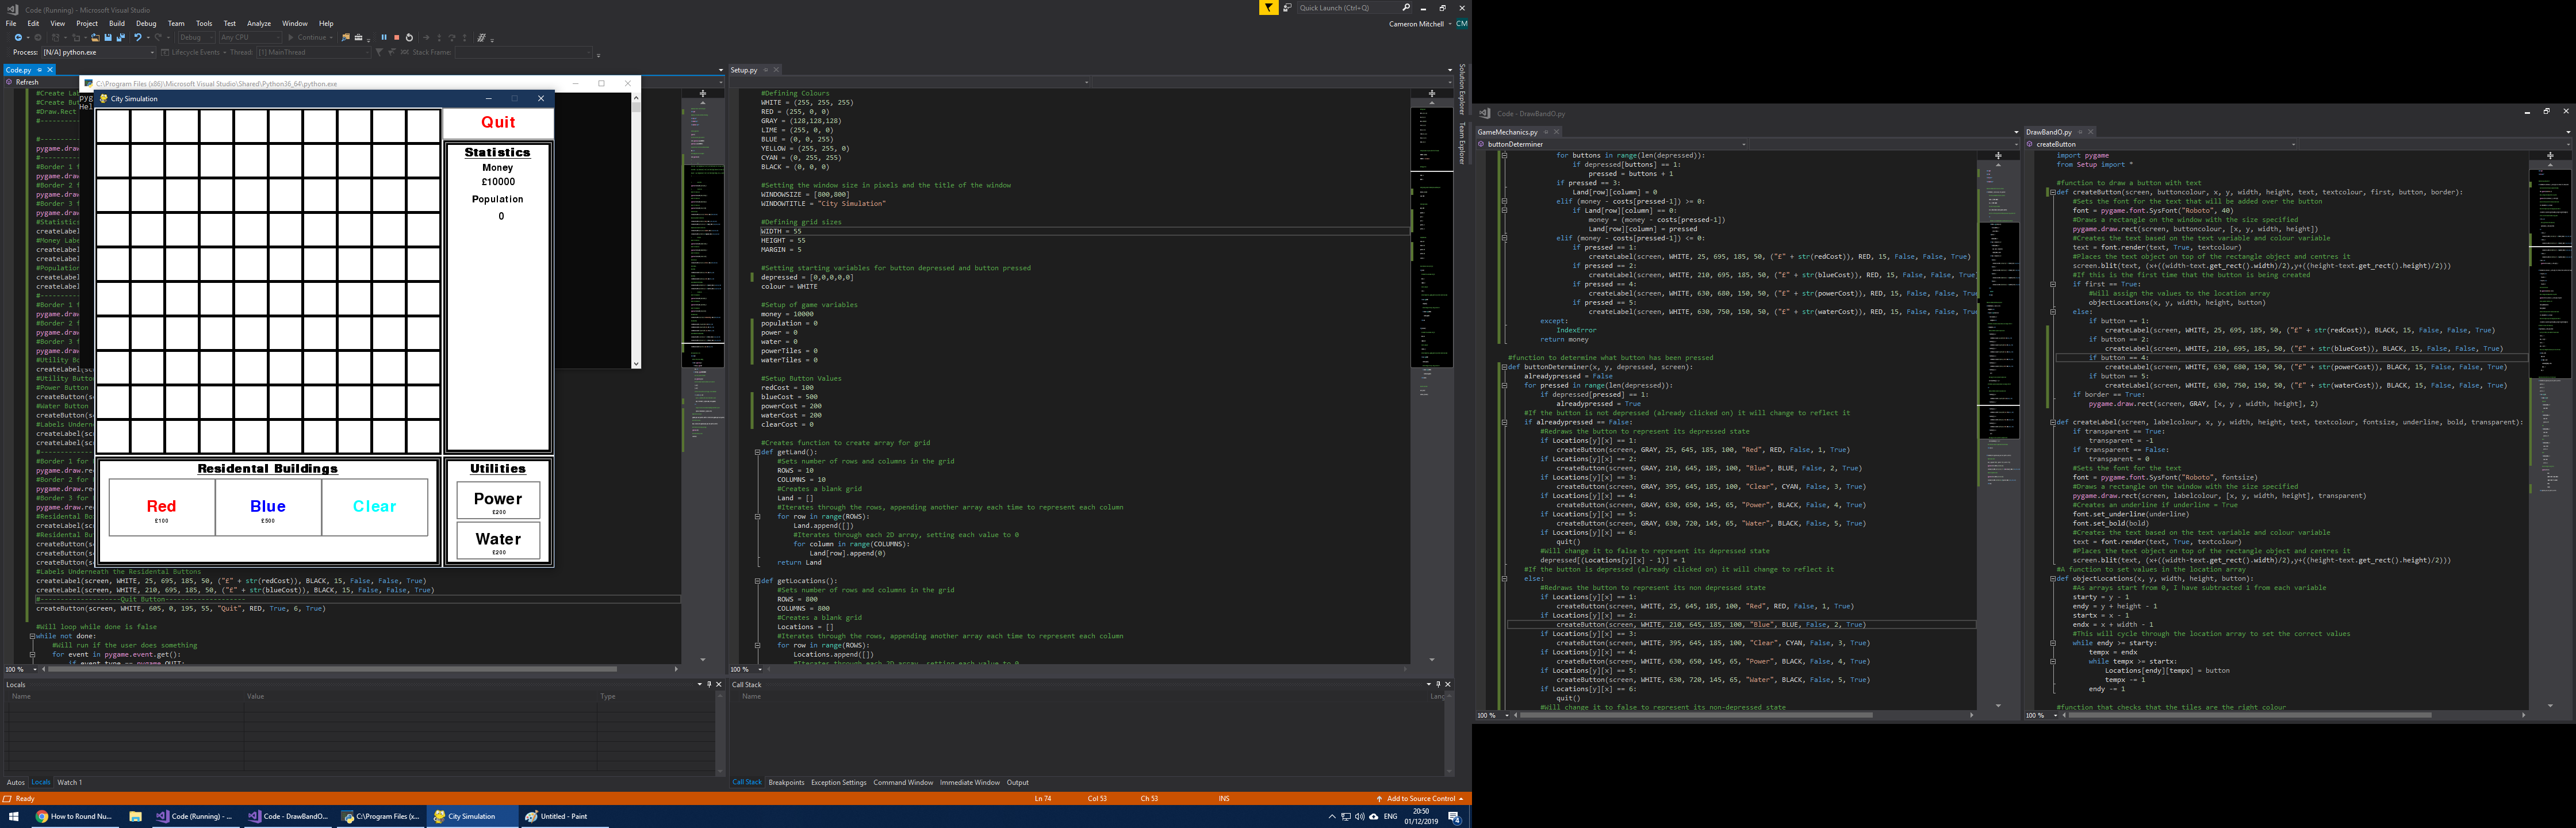 Code (Running) - Microsoft Visual Studio
Quick Launch (Ctrl+Q)
File Edit View Project Build Debug Team Tools Test Analyze Window Help
Cameron Mitchell CM
Debug Any CPU Continue
Process: [N/A] python.exe Lifecycle Events Thread: [1] MainThread Stack Frame:
Code.py
Refresh
C:\Program Files (x86)\Microsoft Visual Studio\Shared\Python36_64\python.exe
pyg
Hel
City Simulation
Quit
Statistics
Money
£10000
Population
0
Residental Buildings
Red
£100
Blue
£500
Clear
Utilities
Power
£200
Water
£200
#Labels Underneath the Residental Buttons
createLabel(screen, WHITE, 25, 695, 185, 50, ("£" + str(redCost)), BLACK, 15, False, False, True)
createLabel(screen, WHITE, 210, 695, 185, 50, ("£" + str(blueCost)), BLACK, 15, False, False, True)
#--------------------Quit Button--------------------
createButton(screen, WHITE, 605, 0, 195, 55, "Quit", RED, True, 6, True)
#Will loop while done is false
while not done:
#Will run if the user does something
for event in pygame.event.get():
if event.type == pygame.QUIT:
100 %
Setup.py
#Defining Colours
WHITE = (255, 255, 255)
RED = (255, 0, 0)
GRAY = (128,128,128)
LIME = (255, 0, 0)
BLUE = (0, 0, 255)
YELLOW = (255, 255, 0)
CYAN = (0, 255, 255)
BLACK = (0, 0, 0)
#Setting the window size in pixels and the title of the window
WINDOWSIZE = [800,800]
WINDOWTITLE = "City Simulation"
#Defining grid sizes
WIDTH = 55
HEIGHT = 55
MARGIN = 5
#Setting starting variables for button depressed and button pressed
depressed = [0,0,0,0,0]
colour = WHITE
#Setup of game variables
money = 10000
population = 0
power = 0
water = 0
powerTiles = 0
waterTiles = 0
#Setup Button Values
redCost = 100
blueCost = 500
powerCost = 200
waterCost = 200
clearCost = 0
#Creates function to create array for grid
def getLand():
#Sets number of rows and columns in the grid
ROWS = 10
COLUMNS = 10
#Creates a blank grid
Land = []
#Iterates through the rows, appending another array each time to represent each column
for row in range(ROWS):
Land.append([])
#Iterates through each 2D array, setting each value to 0
for column in range(COLUMNS):
Land[row].append(0)
return Land
def getLocations():
#Sets number of rows and columns in the grid
ROWS = 800
COLUMNS = 800
#Creates a blank grid
Locations = []
#Iterates through the rows, appending another array each time to represent each column
for row in range(ROWS):
Locations.append([])
#Iterates through each 2D array, setting each value to 0
100 %
Solution Explorer
Team Explorer
Code - DrawBandO.py
GameMechanics.py
buttonDeterminer
for buttons in range(len(depressed)):
if depressed[buttons] == 1:
pressed = buttons + 1
if pressed == 3:
Land[row][column] = 0
elif (money - costs[pressed-1]) >= 0:
if Land[row][column] == 0:
money = (money - costs[pressed-1])
Land[row][column] = pressed
elif (money - costs[pressed-1]) <= 0:
if pressed == 1:
createLabel(screen, WHITE, 25, 695, 185, 50, ("£" + str(redCost)), RED, 15, False, False, True)
if pressed == 2:
createLabel(screen, WHITE, 210, 695, 185, 50, ("£" + str(blueCost)), RED, 15, False, False, True)
if pressed == 4:
createLabel(screen, WHITE, 630, 680, 150, 50, ("£" + str(powerCost)), RED, 15, False, False, True
if pressed == 5:
createLabel(screen, WHITE, 630, 750, 150, 50, ("£" + str(waterCost)), RED, 15, False, False, True
except:
IndexError
return money
#function to determine what button has been pressed
def buttonDeterminer(x, y, depressed, screen):
alreadypressed = False
for pressed in range(len(depressed)):
if depressed[pressed] == 1:
alreadypressed = True
#If the button is not depressed (already clicked on) it will change to reflect it
if alreadypressed == False:
#Redraws the button to represent its depressed state
if Locations[y][x] == 1:
createButton(screen, GRAY, 25, 645, 185, 100, "Red", RED, False, 1, True)
if Locations[y][x] == 2:
createButton(screen, GRAY, 210, 645, 185, 100, "Blue", BLUE, False, 2, True)
if Locations[y][x] == 3:
createButton(screen, GRAY, 395, 645, 185, 100, "Clear", CYAN, False, 3, True)
if Locations[y][x] == 4:
createButton(screen, GRAY, 630, 650, 145, 65, "Power", BLACK, False, 4, True)
if Locations[y][x] == 5:
createButton(screen, GRAY, 630, 720, 145, 65, "Water", BLACK, False, 5, True)
if Locations[y][x] == 6:
quit()
#Will change it to false to represent its depressed state
depressed[(Locations[y][x] - 1)] = 1
#If the button is depressed (already clicked on) it will change to reflect it
else:
#Redraws the button to represent its non depressed state
if Locations[y][x] == 1:
createButton(screen, WHITE, 25, 645, 185, 100, "Red", RED, False, 1, True)
if Locations[y][x] == 2:
createButton(screen, WHITE, 210, 645, 185, 100, "Blue", BLUE, False, 2, True)
if Locations[y][x] == 3:
createButton(screen, WHITE, 395, 645, 185, 100, "Clear", CYAN, False, 3, True)
if Locations[y][x] == 4:
createButton(screen, WHITE, 630, 650, 145, 65, "Power", BLACK, False, 4, True)
if Locations[y][x] == 5:
createButton(screen, WHITE, 630, 720, 145, 65, "Water", BLACK, False, 5, True)
if Locations[y][x] == 6:
quit()
#Will change it to false to represent its non-depressed state
100 %
DrawBandO.py
createButton
import pygame
from Setup import *
#function to draw a button with text
def createButton(screen, buttoncolour, x, y, width, height, text, textcolour, first, button, border):
#Sets the font for the text that will be added over the button
font = pygame.font.SysFont("Roboto", 40)
#Draws a rectangle on the window with the size specified
pygame.draw.rect(screen, buttoncolour, [x, y, width, height])
#Creates the text based on the text variable and colour variable
text = font.render(text, True, textcolour)
#Places the text object on top of the rectangle object and centres it
screen.blit(text, (x+((width-text.get_rect().width)/2),y+((height-text.get_rect().height)/2)))
#If this is the first time that the button is being created
if first == True:
#Will assign the values to the location array
objectLocations(x, y, width, height, button)
else:
if button == 1:
createLabel(screen, WHITE, 25, 695, 185, 50, ("£" + str(redCost)), BLACK, 15, False, False, True)
if button == 2:
createLabel(screen, WHITE, 210, 695, 185, 50, ("£" + str(blueCost)), BLACK, 15, False, False, True)
if button == 4:
createLabel(screen, WHITE, 630, 680, 150, 50, ("£" + str(powerCost)), BLACK, 15, False, False, True)
if button == 5:
createLabel(screen, WHITE, 630, 750, 150, 50, ("£" + str(waterCost)), BLACK, 15, False, False, True)
if border == True:
pygame.draw.rect(screen, GRAY, [x, y , width, height], 2)
def createLabel(screen, labelcolour, x, y, width, height, text, textcolour, fontsize, underline, bold, transparent):
if transparent == True:
transparent = -1
if transparent == False:
transparent = 0
#Sets the font for the text
font = pygame.font.SysFont("Roboto", fontsize)
#Draws a rectangle on the window with the size specified
pygame.draw.rect(screen, labelcolour, [x, y, width, height], transparent)
#Creates an underline if underline = True
font.set_underline(underline)
font.set_bold(bold)
#Creates the text based on the text variable and colour variable
text = font.render(text, True, textcolour)
#Places the text object on top of the rectangle object and centres it
screen.blit(text, (x+((width-text.get_rect().width)/2),y+((height-text.get_rect().height)/2)))
#A function to set values in the location array
def objectLocations(x, y, width, height, button):
#As arrays start from 0, I have subtracted 1 from each variable
starty = y - 1
endy = y + height - 1
startx = x - 1
endx = x + width - 1
#This will cycle through the location array to set the correct values
while endy >= starty:
tempx = endx
while tempx >= startx:
Locations[endy][tempx] = button
tempx -= 1
endy -= 1
#function that checks that the tiles are the right colour
100 %
Locals
Name Value Type
Autos Locals Watch 1
Call Stack
Name Lang
Call Stack Breakpoints Exception Settings Command Window Immediate Window Output
Ready Ln 74 Col 53 Ch 53 INS Add to Source Control
How to Round Nu... Code (Running) - ... Code - DrawBandO... C:\Program Files (x... City Simulation Untitled - Paint
ENG 20:50
01/12/2019
4